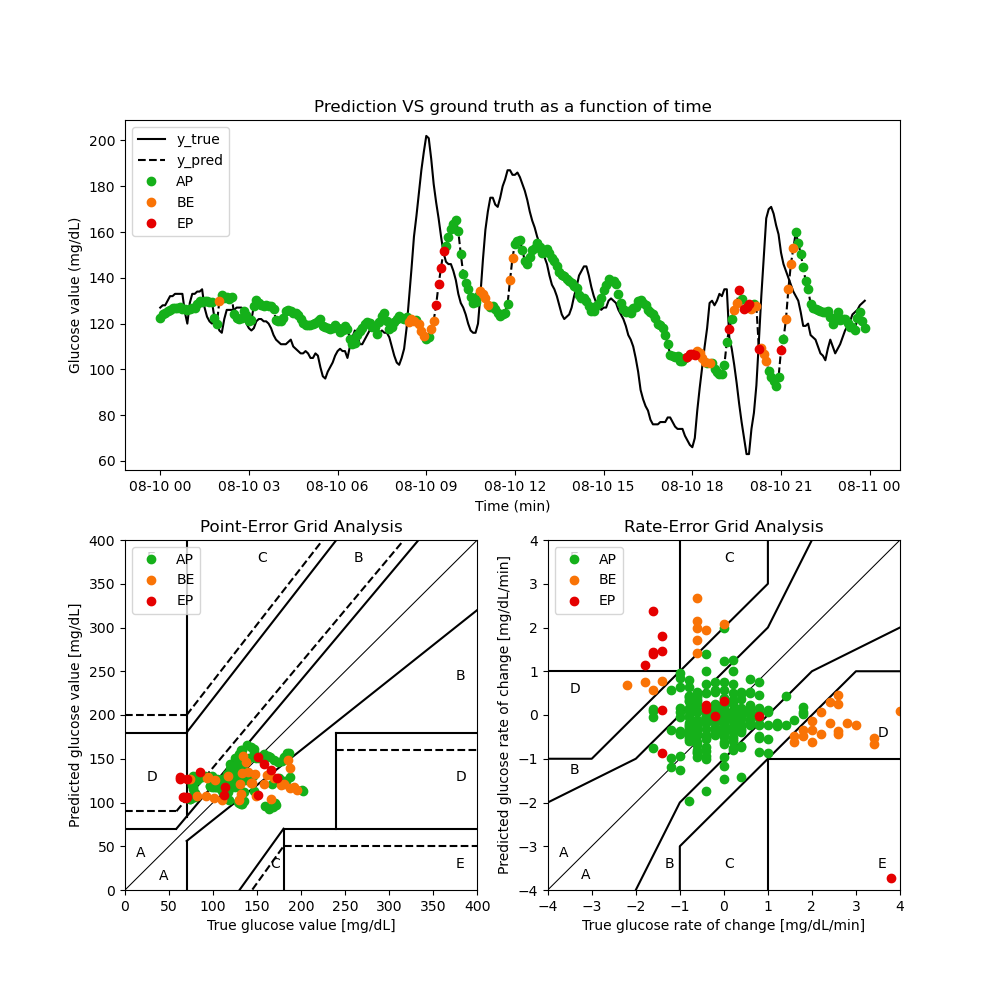 Prediction VS ground truth as a function of time
Glucose value (mg/dL)
200
180
160
140
120
100
80
60
y_true
y_pred
AP
BE
EP
08-10 00 08-10 03 08-10 06 08-10 09 08-10 12 08-10 15 08-10 18 08-10 21 08-11 00
Time (min)
Point-Error Grid Analysis
Predicted glucose value [mg/dL]
400
350
300
250
200
150
100
50
0
AP
BE
EP
C
B
B
D
D
A
A
C
E
0 50 100 150 200 250 300 350 400
True glucose value [mg/dL]
Rate-Error Grid Analysis
Predicted glucose rate of change [mg/dL/min]
4
3
2
1
0
−1
−2
−3
−4
AP
BE
EP
C
D
D
B
A
A
B
C
E
−4 −3 −2 −1 0 1 2 3 4
True glucose rate of change [mg/dL/min]